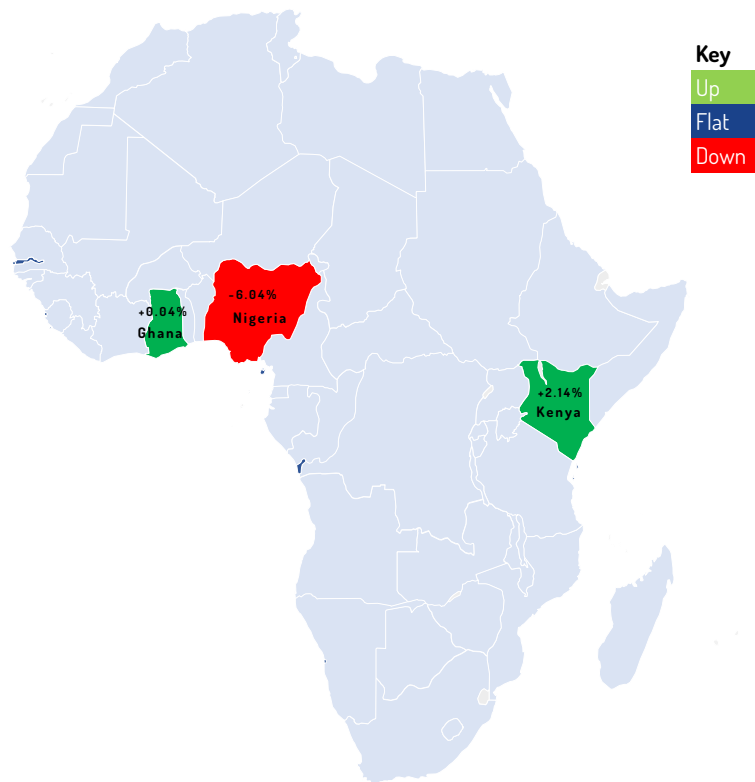 Key
Up
Flat
Down
-6.04%
Nigeria
+0.04%
Ghana
+2.14%
Kenya